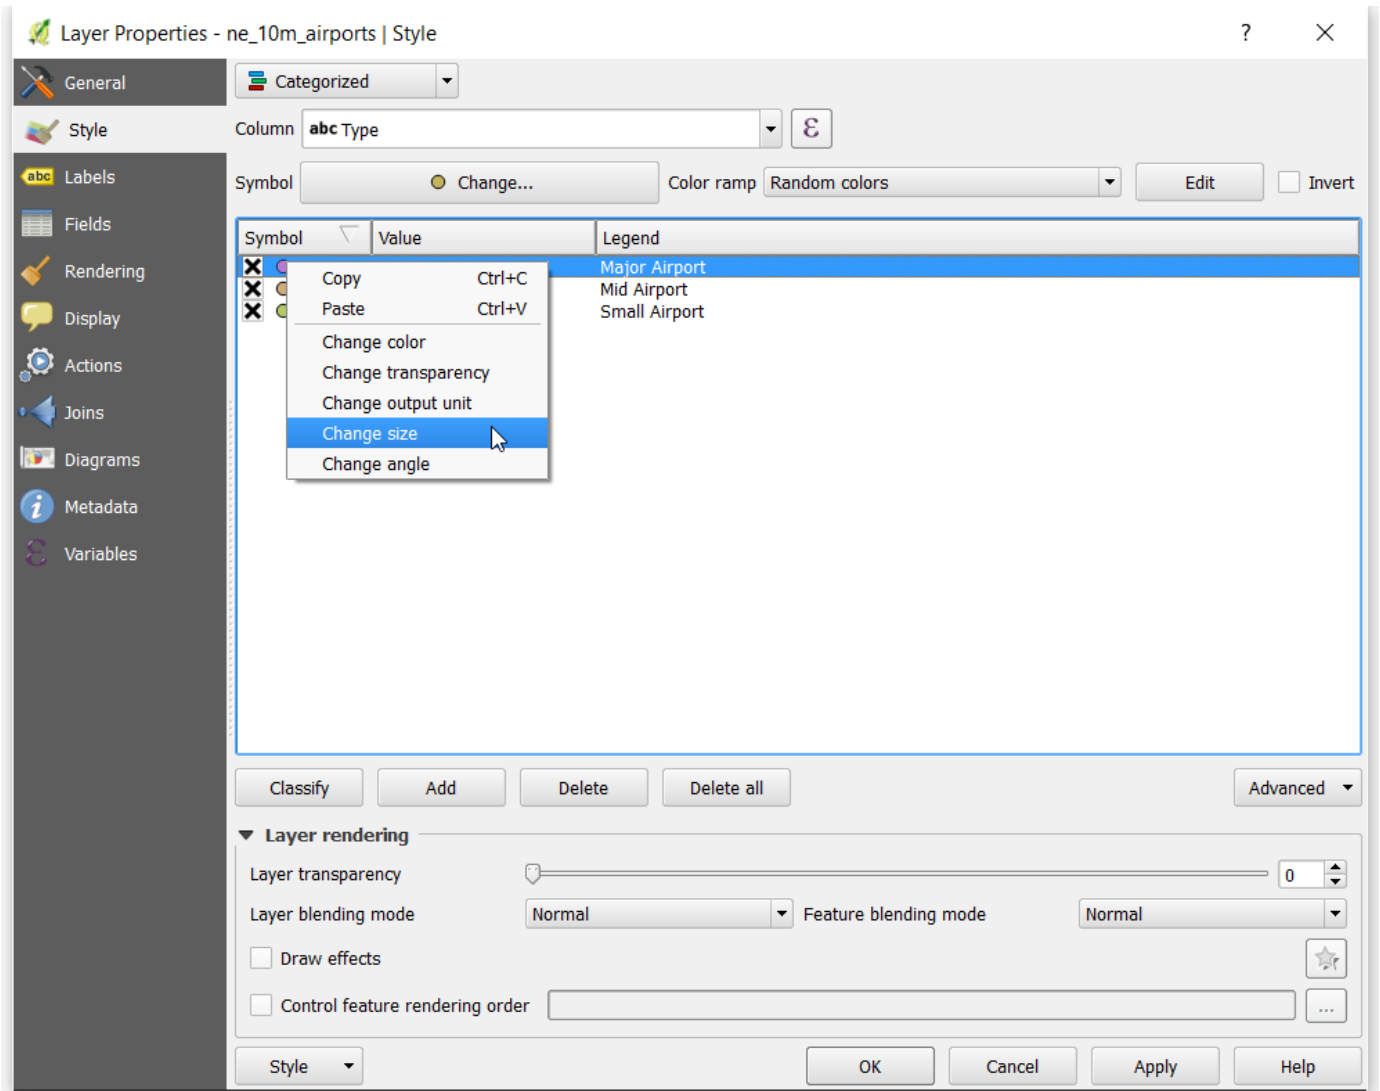 Layer Properties - ne_10m_airports | Style ?
General
Style
abc Labels
Fields
Rendering
Display
Actions
Joins
Diagrams
Metadata
Variables
Categorized
Column abc Type ε
Symbol Change... Color ramp Random colors Edit Invert
Symbol Value Legend
Major Airport
Mid Airport
Small Airport
Copy Ctrl+C
Paste Ctrl+V
Change color
Change transparency
Change output unit
Change size
Change angle
Classify Add Delete Delete all Advanced
Layer rendering
Layer transparency 0
Layer blending mode Normal Feature blending mode Normal
Draw effects
Control feature rendering order ...
Style OK Cancel Apply Help